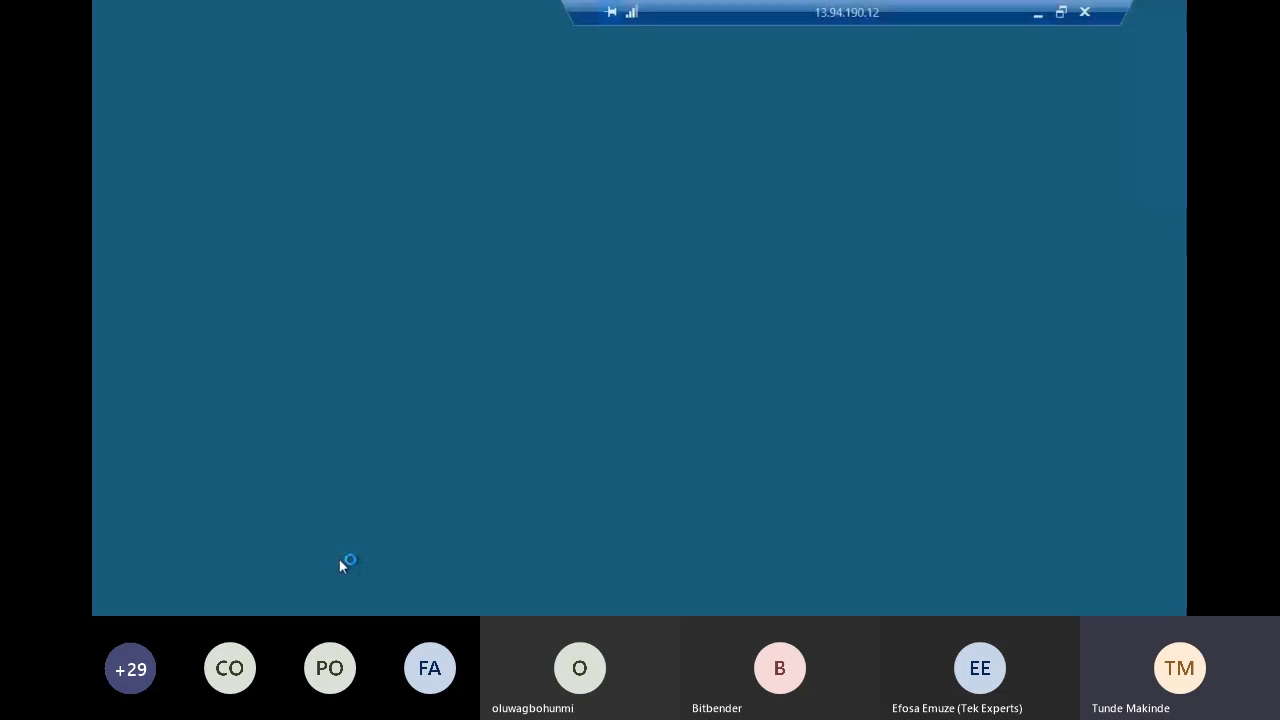 13.94.190.12
+29
CO
PO
FA
O
B
EE
TM
oluwagbohunmi
Bitbender
Efosa Emuze (Tek Experts)
Tunde Makinde